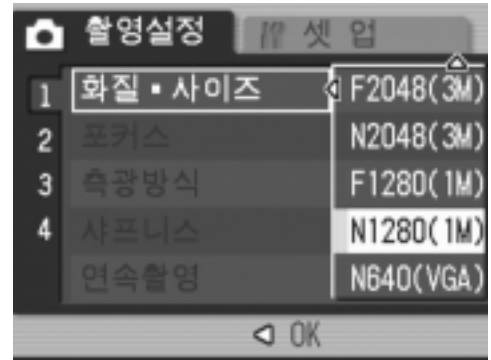 촬영설정 셋 업
1 화질▪사이즈 F2048(3M)
2 포커스 N2048(3M)
3 측광방식 F1280(1M)
4 샤프니스 N1280(1M)
연속촬영 N640(VGA)
OK